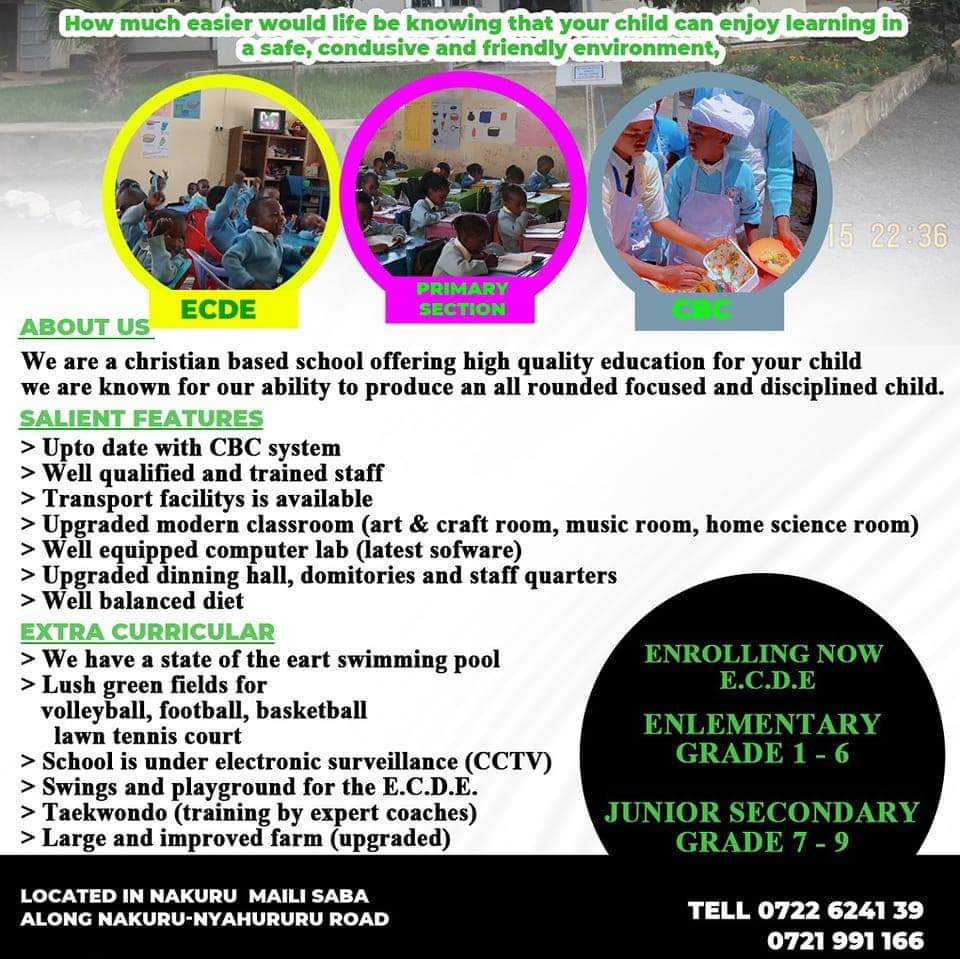 How much easier would life be knowing that your child can enjoy learning in
a safe, condusive and friendly environment,
15 22:36
ECDE
PRIMARY
SECTION
CBC
ABOUT US
We are a christian based school offering high quality education for your child
we are known for our ability to produce an all rounded focused and disciplined child.
SALIENT FEATURES
> Upto date with CBC system
> Well qualified and trained staff
> Transport facilitys is available
> Upgraded modern classroom (art & craft room, music room, home science room)
> Well equipped computer lab (latest sofware)
> Upgraded dinning hall, domitories and staff quarters
> Well balanced diet
EXTRA CURRICULAR
> We have a state of the eart swimming pool
> Lush green fields for
volleyball, football, basketball
lawn tennis court
> School is under electronic surveillance (CCTV)
> Swings and playground for the E.C.D.E.
> Taekwondo (training by expert coaches)
> Large and improved farm (upgraded)
ENROLLING NOW
E.C.D.E
ENLEMENTARY
GRADE 1 - 6
JUNIOR SECONDARY
GRADE 7 - 9
LOCATED IN NAKURU MAILI SABA
ALONG NAKURU-NYAHURURU ROAD
TELL 0722 6241 39
0721 991 166